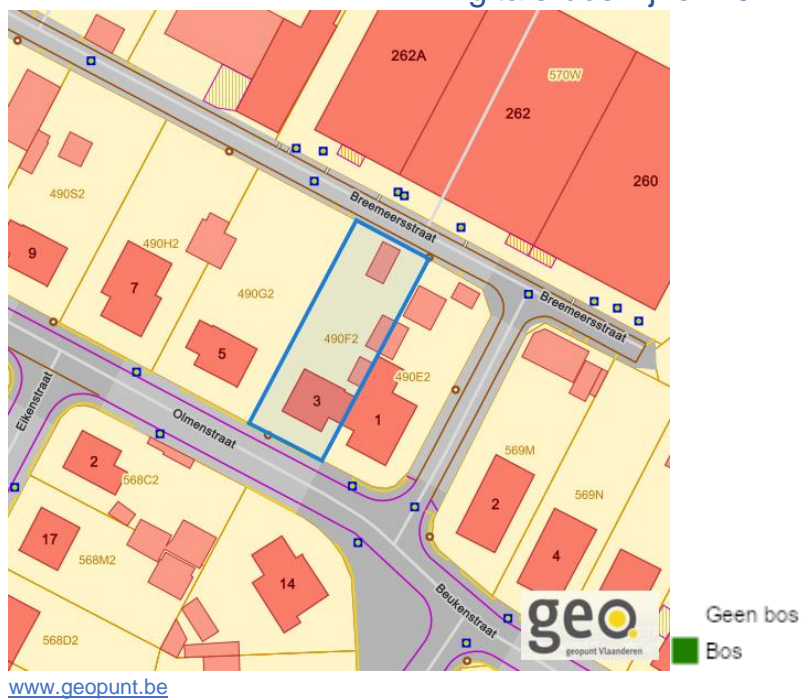 262A
570W
262
260
Breemeersstraat
490S2
490H2
9
7
490G2
5
490F2
3
490E2
1
Breemeersstraat
Eikenstraat
Olmenstraat
2
568C2
17
568M2
14
568D2
569M
2
569N
4
Beukenstraat
geo
geopunt Vlaanderen
Geen bos
Bos
www.geopunt.be